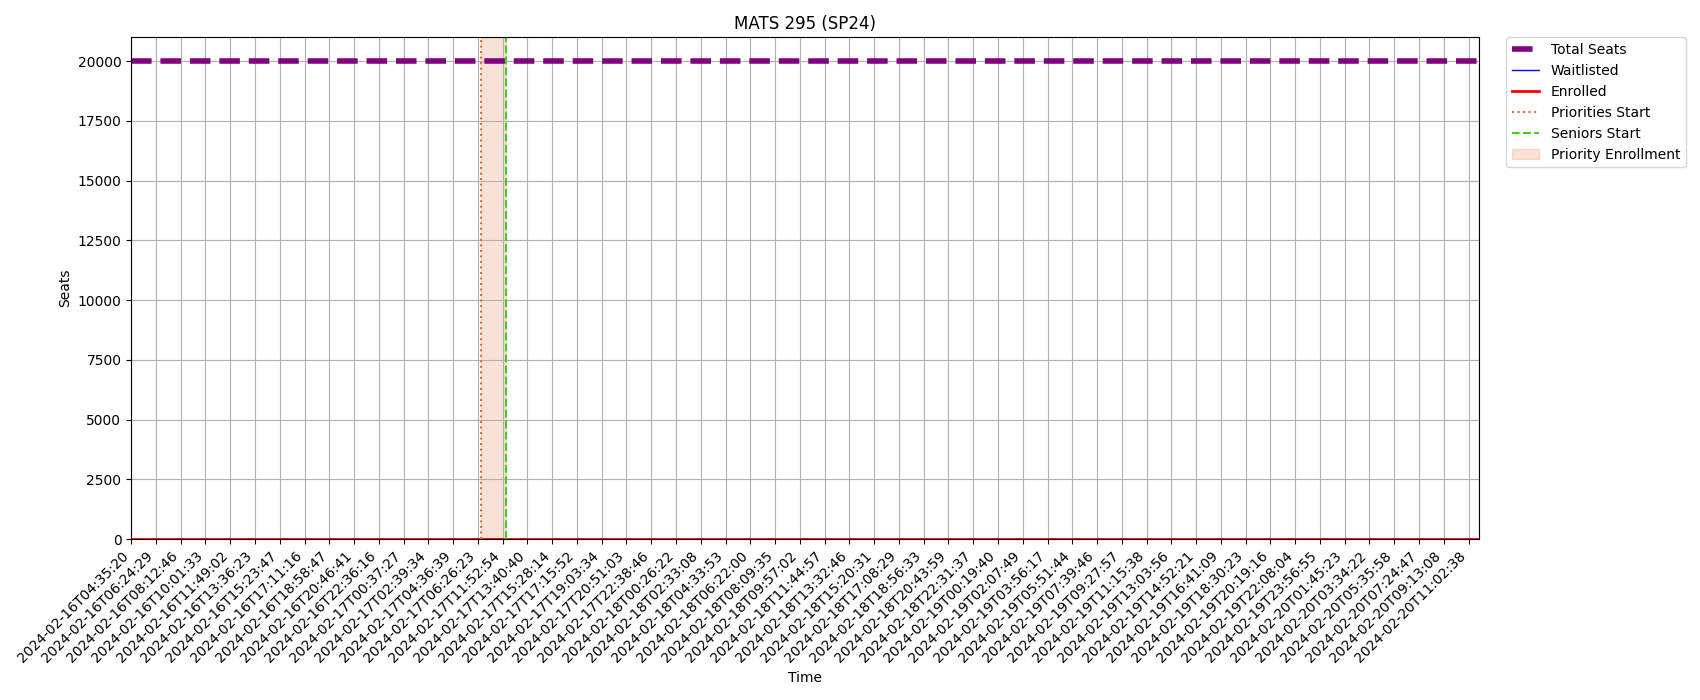 MATS 295 (SP24)
Total Seats
Waitlisted
Enrolled
Priorities Start
Seniors Start
Priority Enrollment
Seats
20000
17500
15000
12500
10000
7500
5000
2500
0
2024-02-16T04:35:20
2024-02-16T06:24:29
2024-02-16T08:12:46
2024-02-16T10:01:33
2024-02-16T11:49:02
2024-02-16T13:36:23
2024-02-16T15:23:47
2024-02-16T17:11:16
2024-02-16T18:58:47
2024-02-16T20:46:41
2024-02-16T22:36:16
2024-02-17T00:37:27
2024-02-17T02:39:34
2024-02-17T04:36:39
2024-02-17T06:26:23
2024-02-17T11:52:54
2024-02-17T13:40:40
2024-02-17T15:28:14
2024-02-17T17:15:52
2024-02-17T19:03:34
2024-02-17T20:51:03
2024-02-17T22:38:46
2024-02-18T00:26:22
2024-02-18T02:33:08
2024-02-18T04:33:53
2024-02-18T06:22:00
2024-02-18T08:09:35
2024-02-18T09:57:02
2024-02-18T11:44:57
2024-02-18T13:32:46
2024-02-18T15:20:31
2024-02-18T17:08:29
2024-02-18T18:56:33
2024-02-18T20:43:59
2024-02-18T22:31:37
2024-02-19T00:19:40
2024-02-19T02:07:49
2024-02-19T03:56:17
2024-02-19T05:51:44
2024-02-19T07:39:46
2024-02-19T09:27:57
2024-02-19T11:15:38
2024-02-19T13:03:56
2024-02-19T14:52:21
2024-02-19T16:41:09
2024-02-19T18:30:23
2024-02-19T20:19:16
2024-02-19T22:08:04
2024-02-19T23:56:55
2024-02-20T01:45:23
2024-02-20T03:34:22
2024-02-20T05:35:58
2024-02-20T07:24:47
2024-02-20T09:13:08
2024-02-20T11:02:38
Time